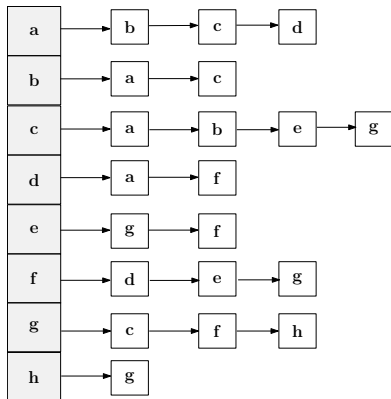 a b c d
b a c
c a b e g
d a f
e g f
f d e g
g c f h
h g